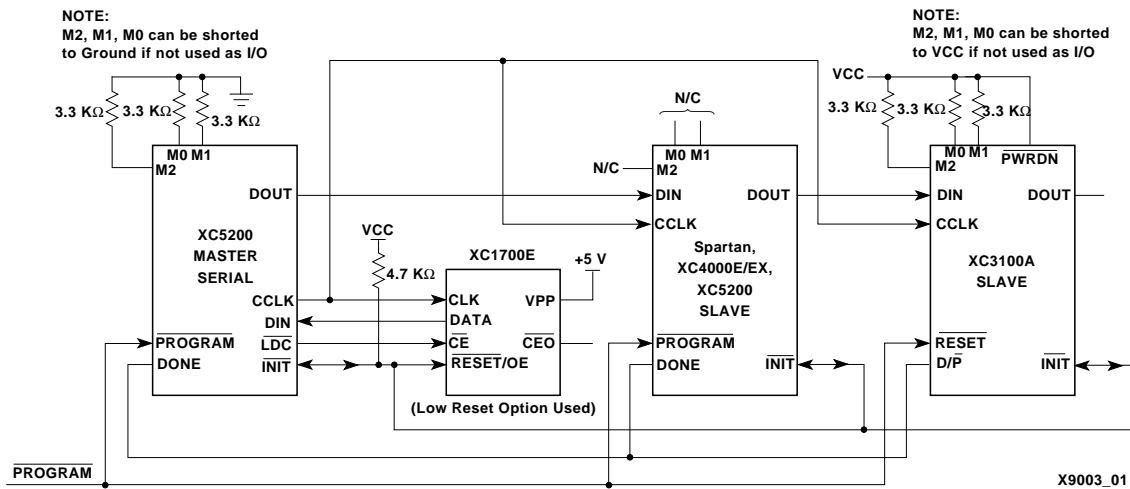 NOTE:
M2, M1, M0 can be shorted
to Ground if not used as I/O
3.3 KΩ
3.3 KΩ
3.3 KΩ
M0 M1
M2
DOUT
XC5200
MASTER
SERIAL
CCLK
DIN
PROGRAM
LDC
DONE
INIT
VCC
4.7 KΩ
XC1700E
+5 V
CLK
VPP
DATA
CE
CEO
RESET/OE
(Low Reset Option Used)
N/C
N/C
M0 M1
M2
DIN
DOUT
CCLK
Spartan,
XC4000E/EX,
XC5200
SLAVE
PROGRAM
DONE
INIT
NOTE:
M2, M1, M0 can be shorted
to VCC if not used as I/O
VCC
3.3 KΩ
3.3 KΩ
3.3 KΩ
M0 M1
PWRDN
M2
DIN
DOUT
CCLK
XC3100A
SLAVE
RESET
D/P
INIT
PROGRAM
X9003_01